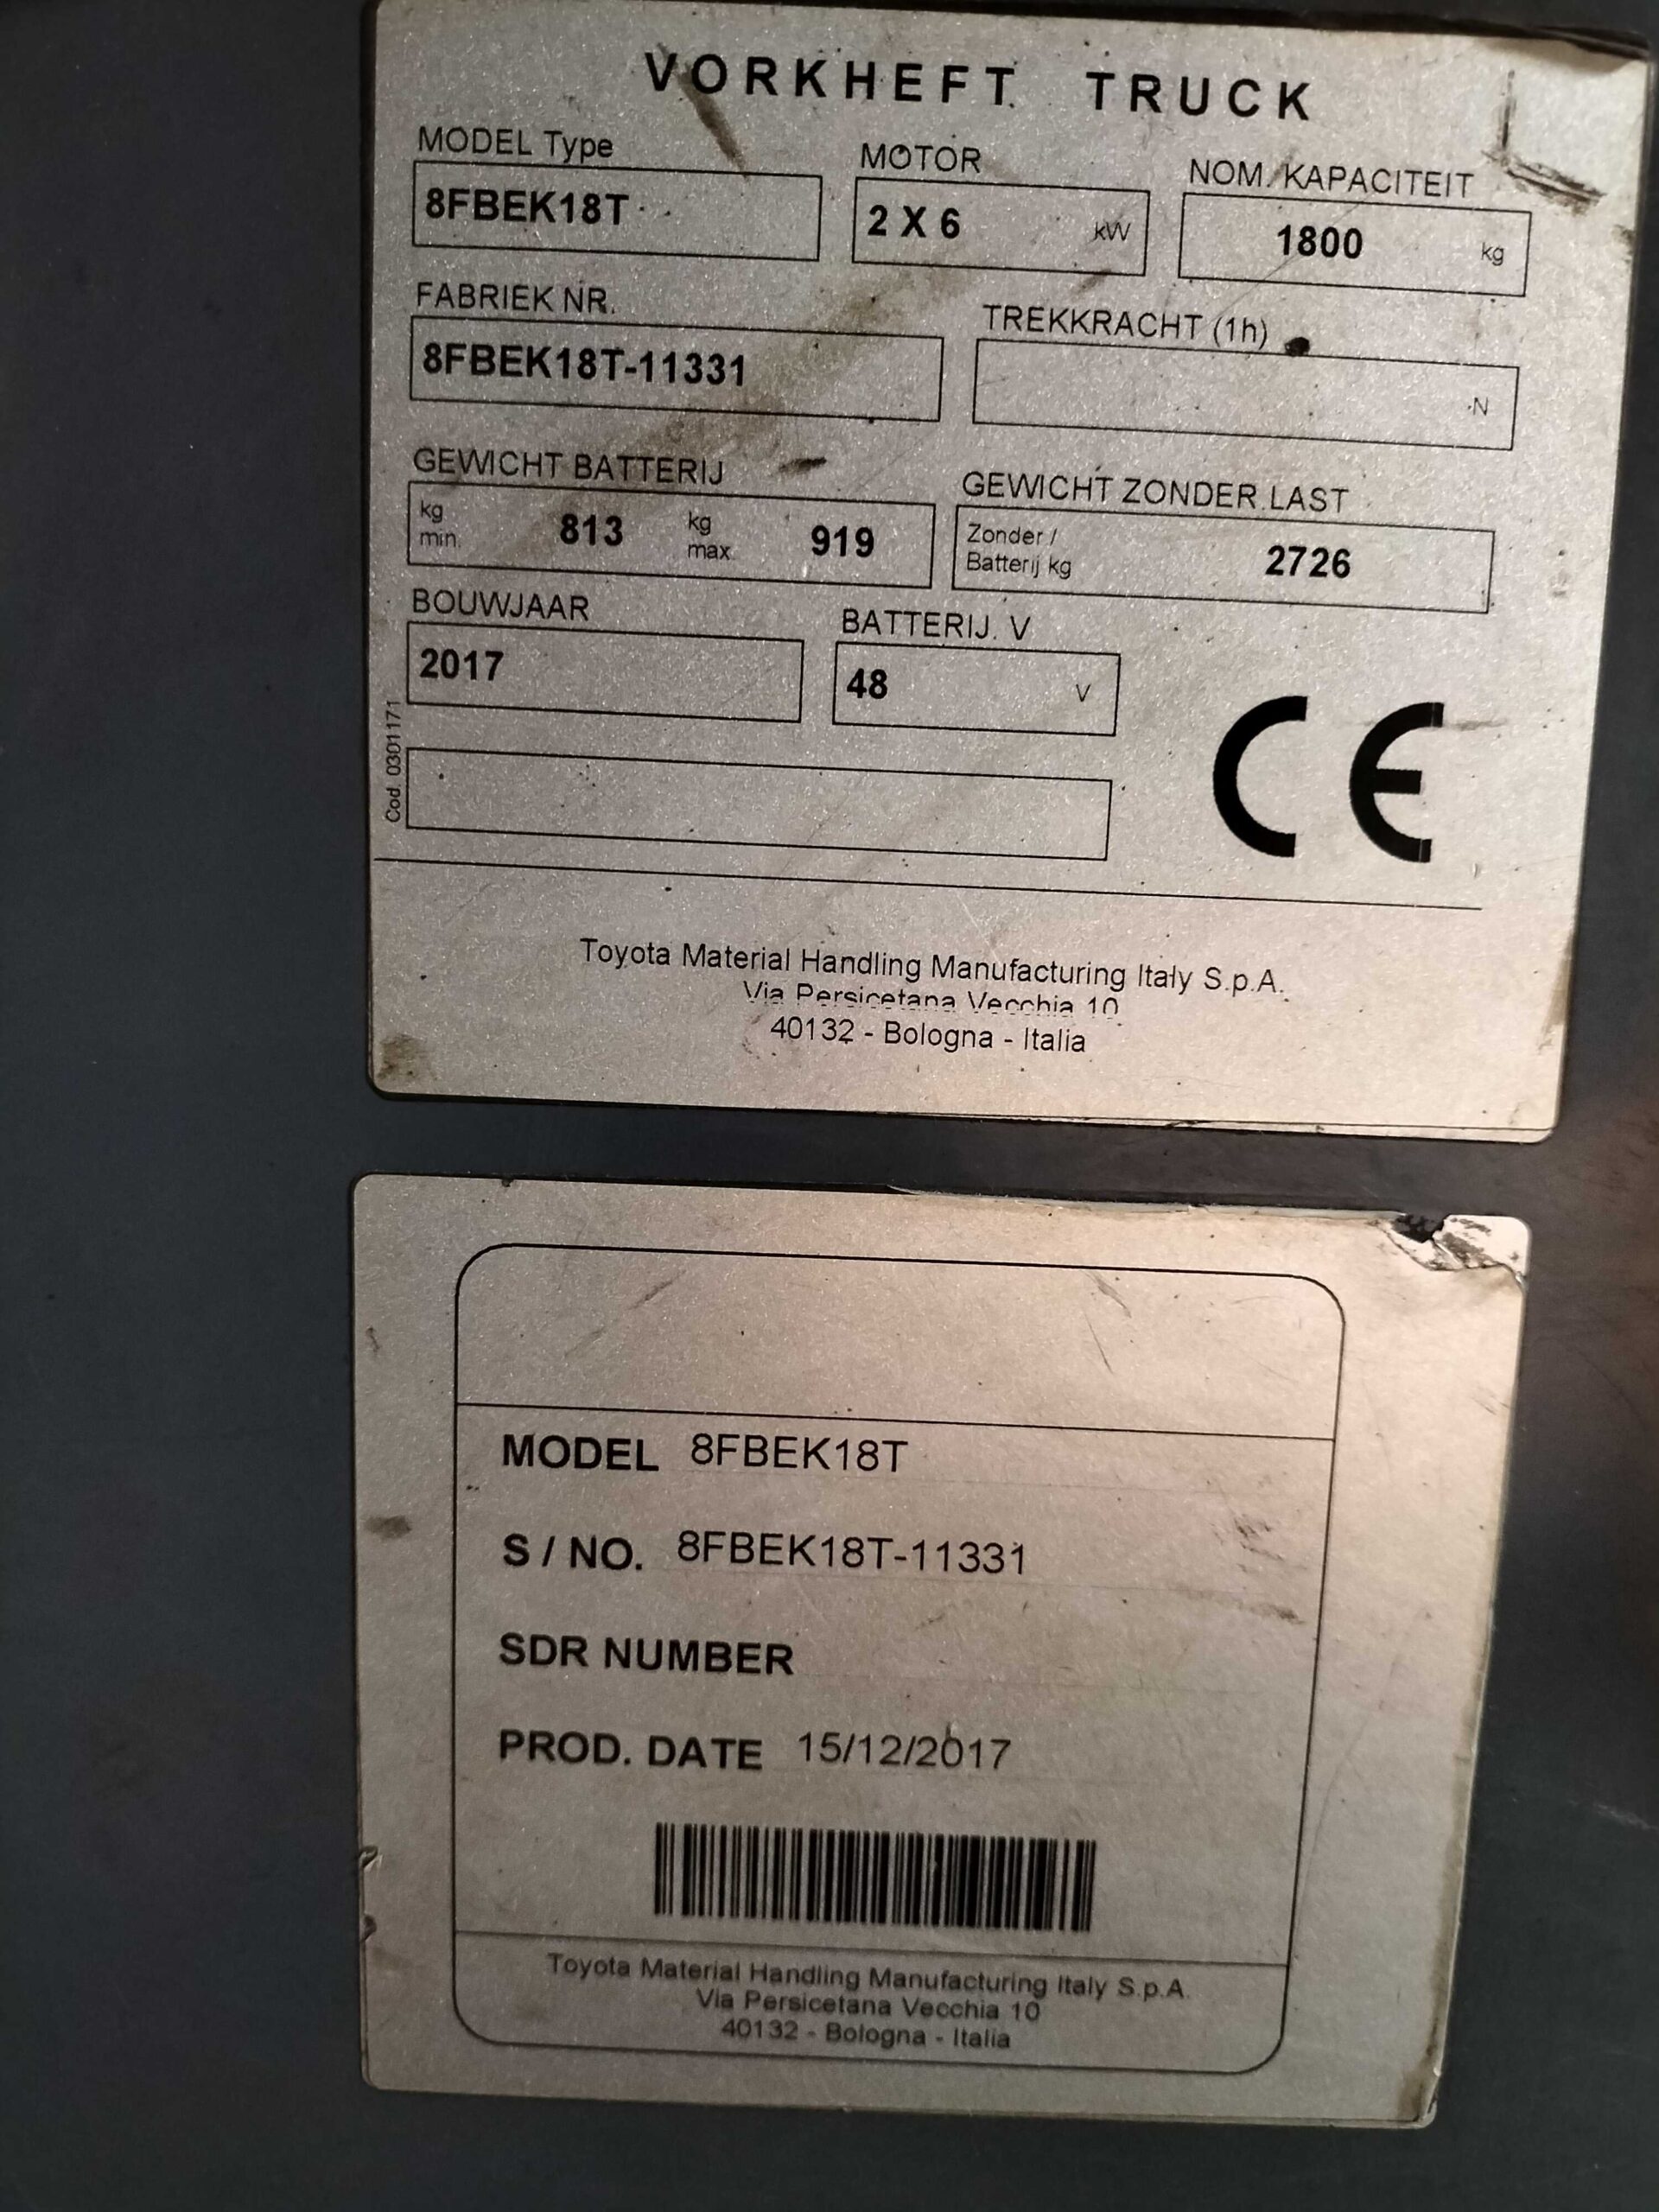 VORKHEFT TRUCK
MODEL Type MOTOR NOM. KAPACITEIT
8FBEK18T 2 X 6 kW 1800 kg
FABRIEK NR. TREKKRACHT (1h)
8FBEK18T-11331 N
GEWICHT BATTERIJ GEWICHT ZONDER LAST
kg min. 813 kg max. 919 Zonder / Batterij kg 2726
BOUWJAAR BATTERIJ. V
2017 48 V
Cod. 0301171
CE
Toyota Material Handling Manufacturing Italy S.p.A.
Via Persicetana Vecchia 10
40132 - Bologna - Italia
MODEL 8FBEK18T
S / NO. 8FBEK18T-11331
SDR NUMBER
PROD. DATE 15/12/2017
Toyota Material Handling Manufacturing Italy S.p.A.
Via Persicetana Vecchia 10
40132 - Bologna - Italia